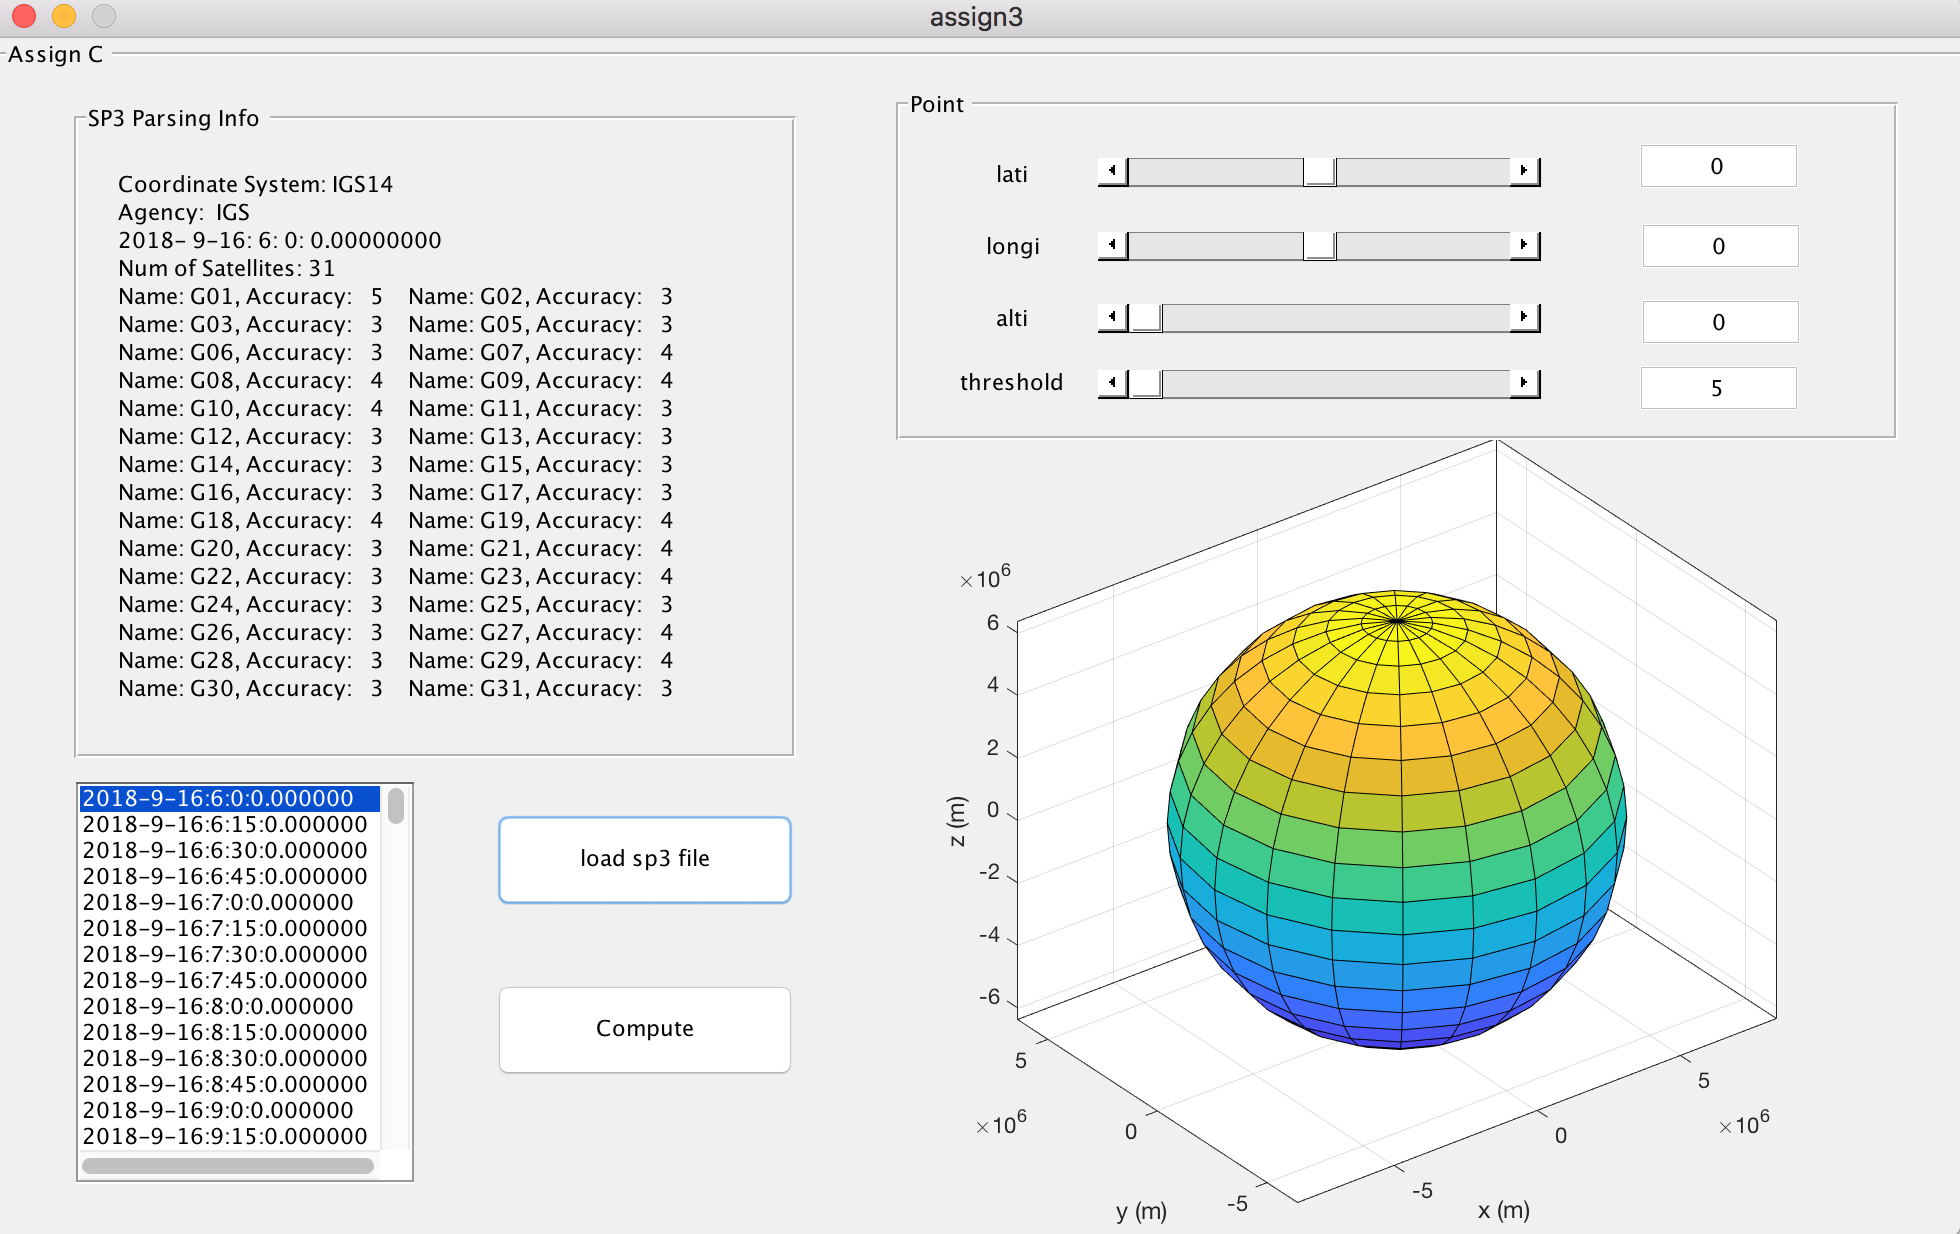 assign3
Assign C
SP3 Parsing Info
Coordinate System: IGS14
Agency:  IGS
2018- 9-16: 6: 0: 0.00000000
Num of Satellites: 31
Name: G01, Accuracy:  5   Name: G02, Accuracy:  3
Name: G03, Accuracy:  3   Name: G05, Accuracy:  3
Name: G06, Accuracy:  3   Name: G07, Accuracy:  4
Name: G08, Accuracy:  4   Name: G09, Accuracy:  4
Name: G10, Accuracy:  4   Name: G11, Accuracy:  3
Name: G12, Accuracy:  3   Name: G13, Accuracy:  3
Name: G14, Accuracy:  3   Name: G15, Accuracy:  3
Name: G16, Accuracy:  3   Name: G17, Accuracy:  3
Name: G18, Accuracy:  4   Name: G19, Accuracy:  4
Name: G20, Accuracy:  3   Name: G21, Accuracy:  4
Name: G22, Accuracy:  3   Name: G23, Accuracy:  4
Name: G24, Accuracy:  3   Name: G25, Accuracy:  3
Name: G26, Accuracy:  3   Name: G27, Accuracy:  4
Name: G28, Accuracy:  3   Name: G29, Accuracy:  4
Name: G30, Accuracy:  3   Name: G31, Accuracy:  3
2018-9-16:6:0:0.000000
2018-9-16:6:15:0.000000
2018-9-16:6:30:0.000000
2018-9-16:6:45:0.000000
2018-9-16:7:0:0.000000
2018-9-16:7:15:0.000000
2018-9-16:7:30:0.000000
2018-9-16:7:45:0.000000
2018-9-16:8:0:0.000000
2018-9-16:8:15:0.000000
2018-9-16:8:30:0.000000
2018-9-16:8:45:0.000000
2018-9-16:9:0:0.000000
2018-9-16:9:15:0.000000
load sp3 file
Compute
Point
lati 0
longi 0
alti 0
threshold 5
×10⁶
6
4
2
0
-2
-4
-6
z (m)
5
0
-5
×10⁶
y (m)
-5
0
5
×10⁶
x (m)